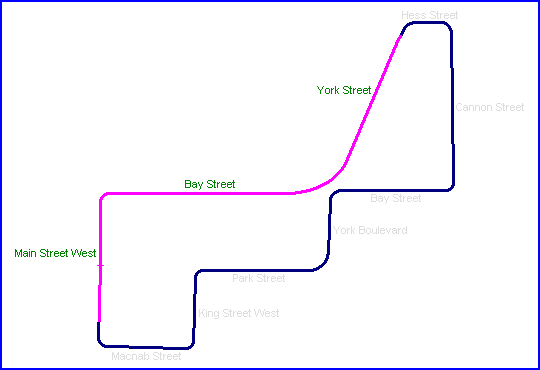 Hess Street
York Street
Cannon Street
Bay Street
Bay Street
York Boulevard
Main Street West
Park Street
King Street West
Macnab Street